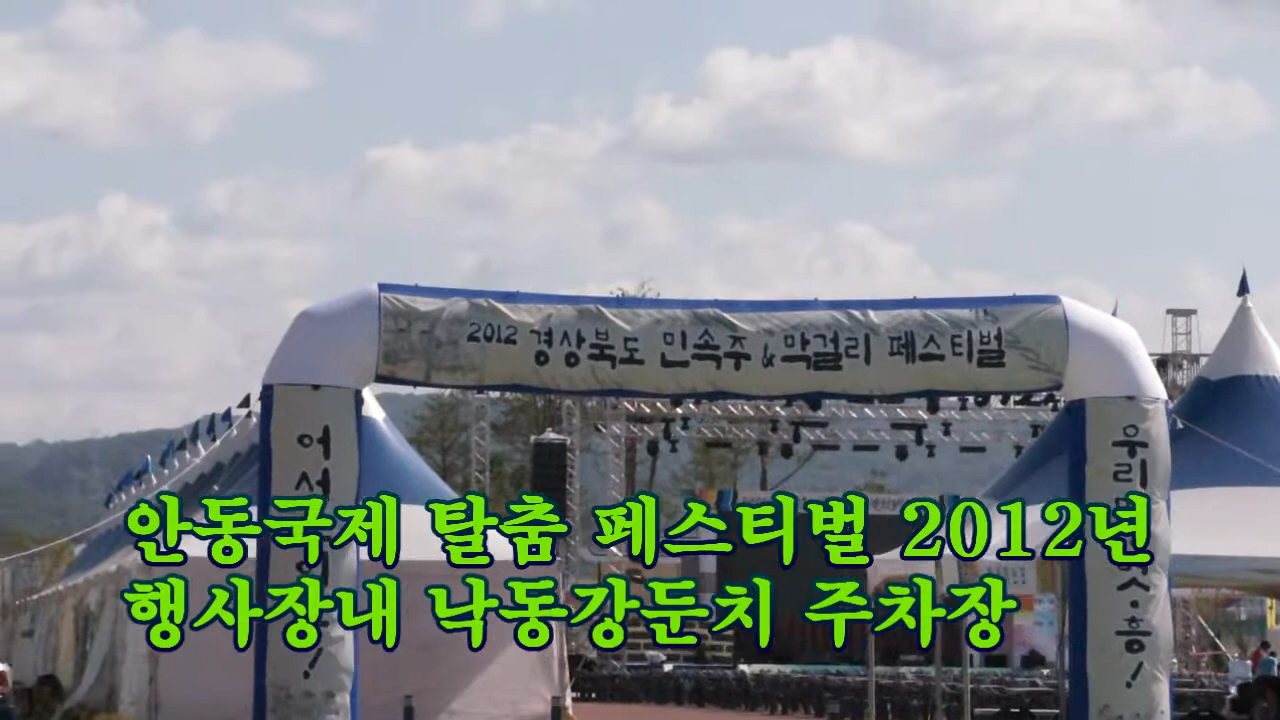 2012 경상북도 민속주 & 막걸리 페스티벌
안동국제 탈춤 페스티벌 2012년
행사장내 낙동강둔치 주차장